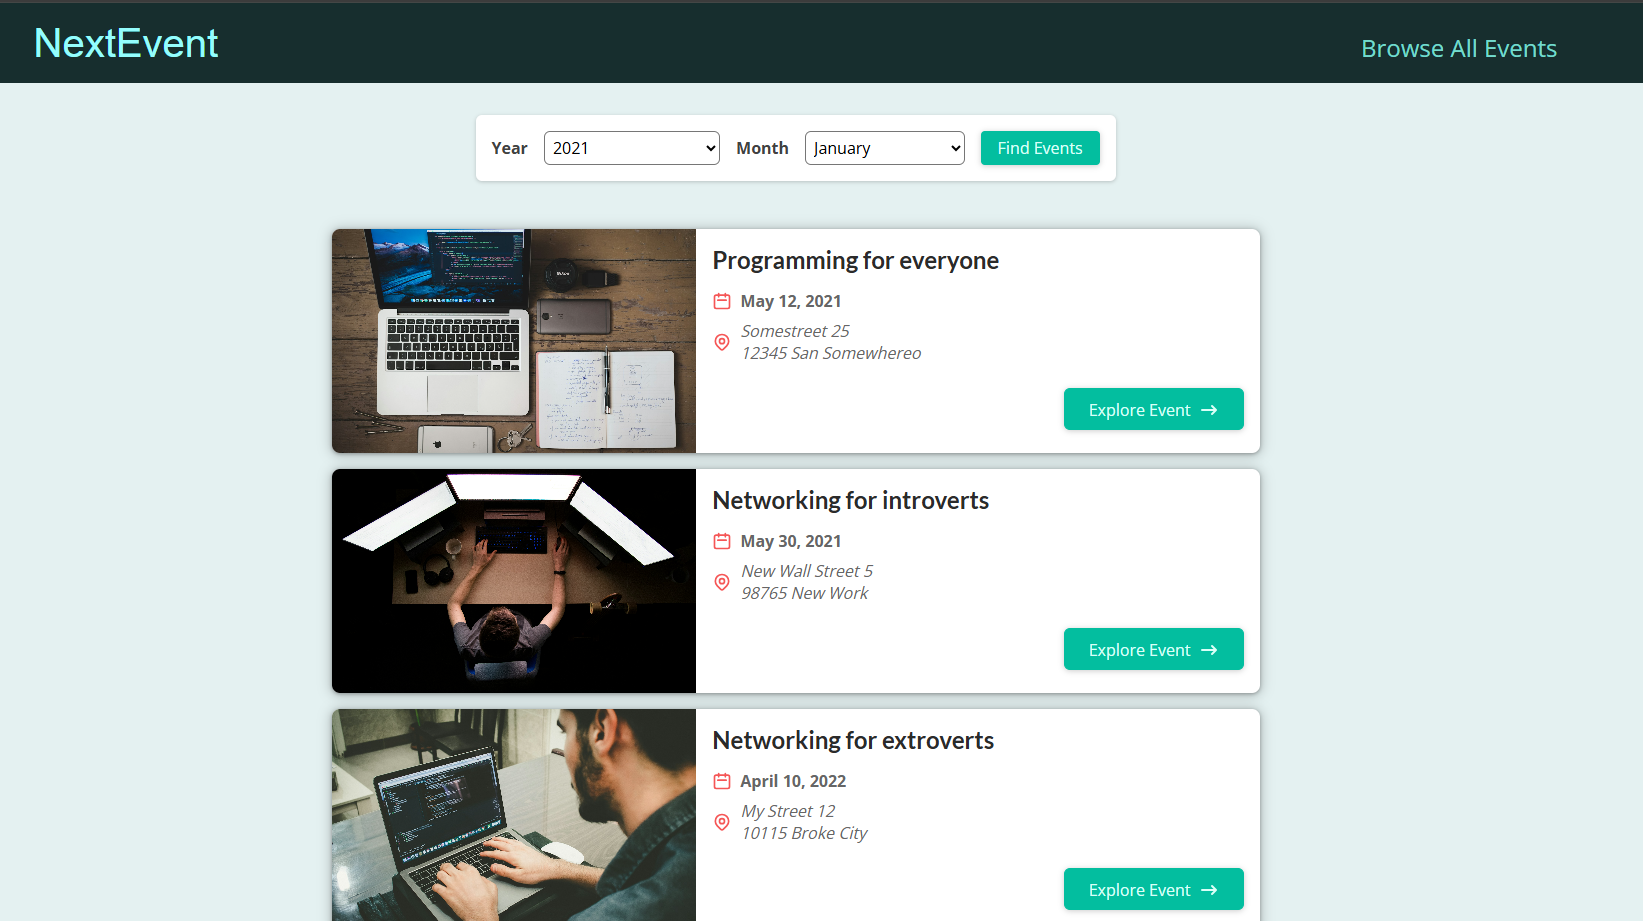 NextEvent
Browse All Events
Year 2021 Month January Find Events
Programming for everyone
May 12, 2021
Somestreet 25
12345 San Somewhereo
Explore Event
Networking for introverts
May 30, 2021
New Wall Street 5
98765 New Work
Explore Event
Networking for extroverts
April 10, 2022
My Street 12
10115 Broke City
Explore Event